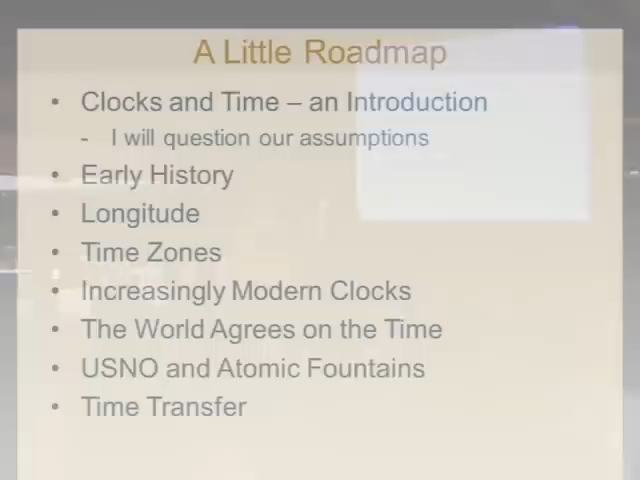 A Little Roadmap
• Clocks and Time – an Introduction
- I will question our assumptions
• Early History
• Longitude
• Time Zones
• Increasingly Modern Clocks
• The World Agrees on the Time
• USNO and Atomic Fountains
• Time Transfer